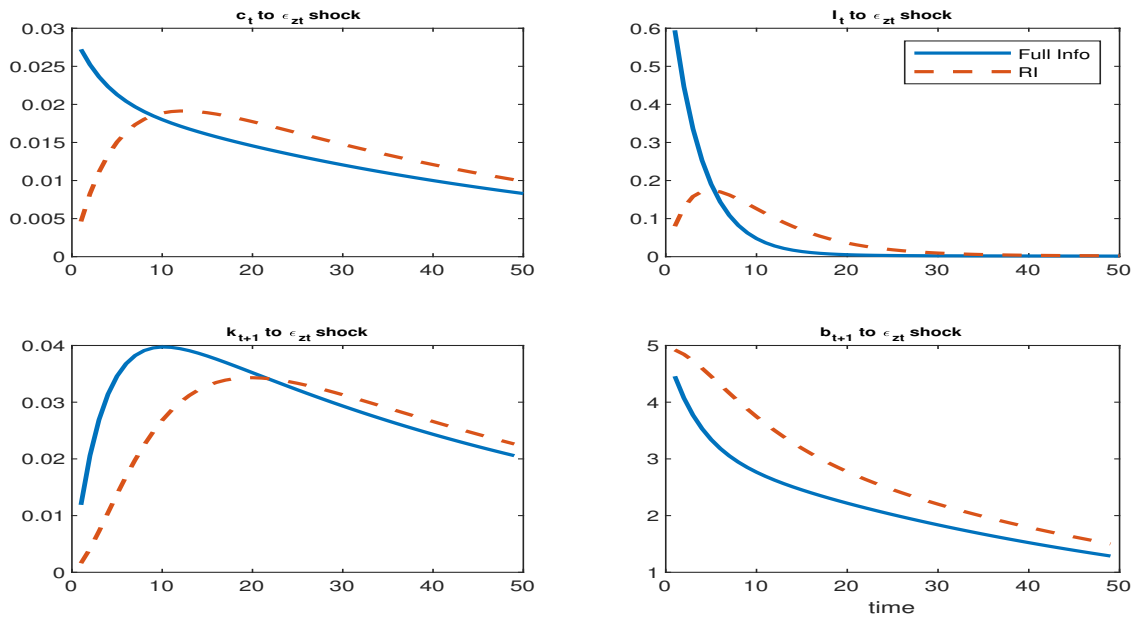 c_t to ϵ_zt shock
0.03
0.025
0.02
0.015
0.01
0.005
0
0 10 20 30 40 50
I_t to ϵ_zt shock
Full Info
RI
0.6
0.5
0.4
0.3
0.2
0.1
0
0 10 20 30 40 50
k_t+1 to ϵ_zt shock
0.04
0.03
0.02
0.01
0
0 10 20 30 40 50
b_t+1 to ϵ_zt shock
5
4
3
2
1
0 10 20 30 40 50
time